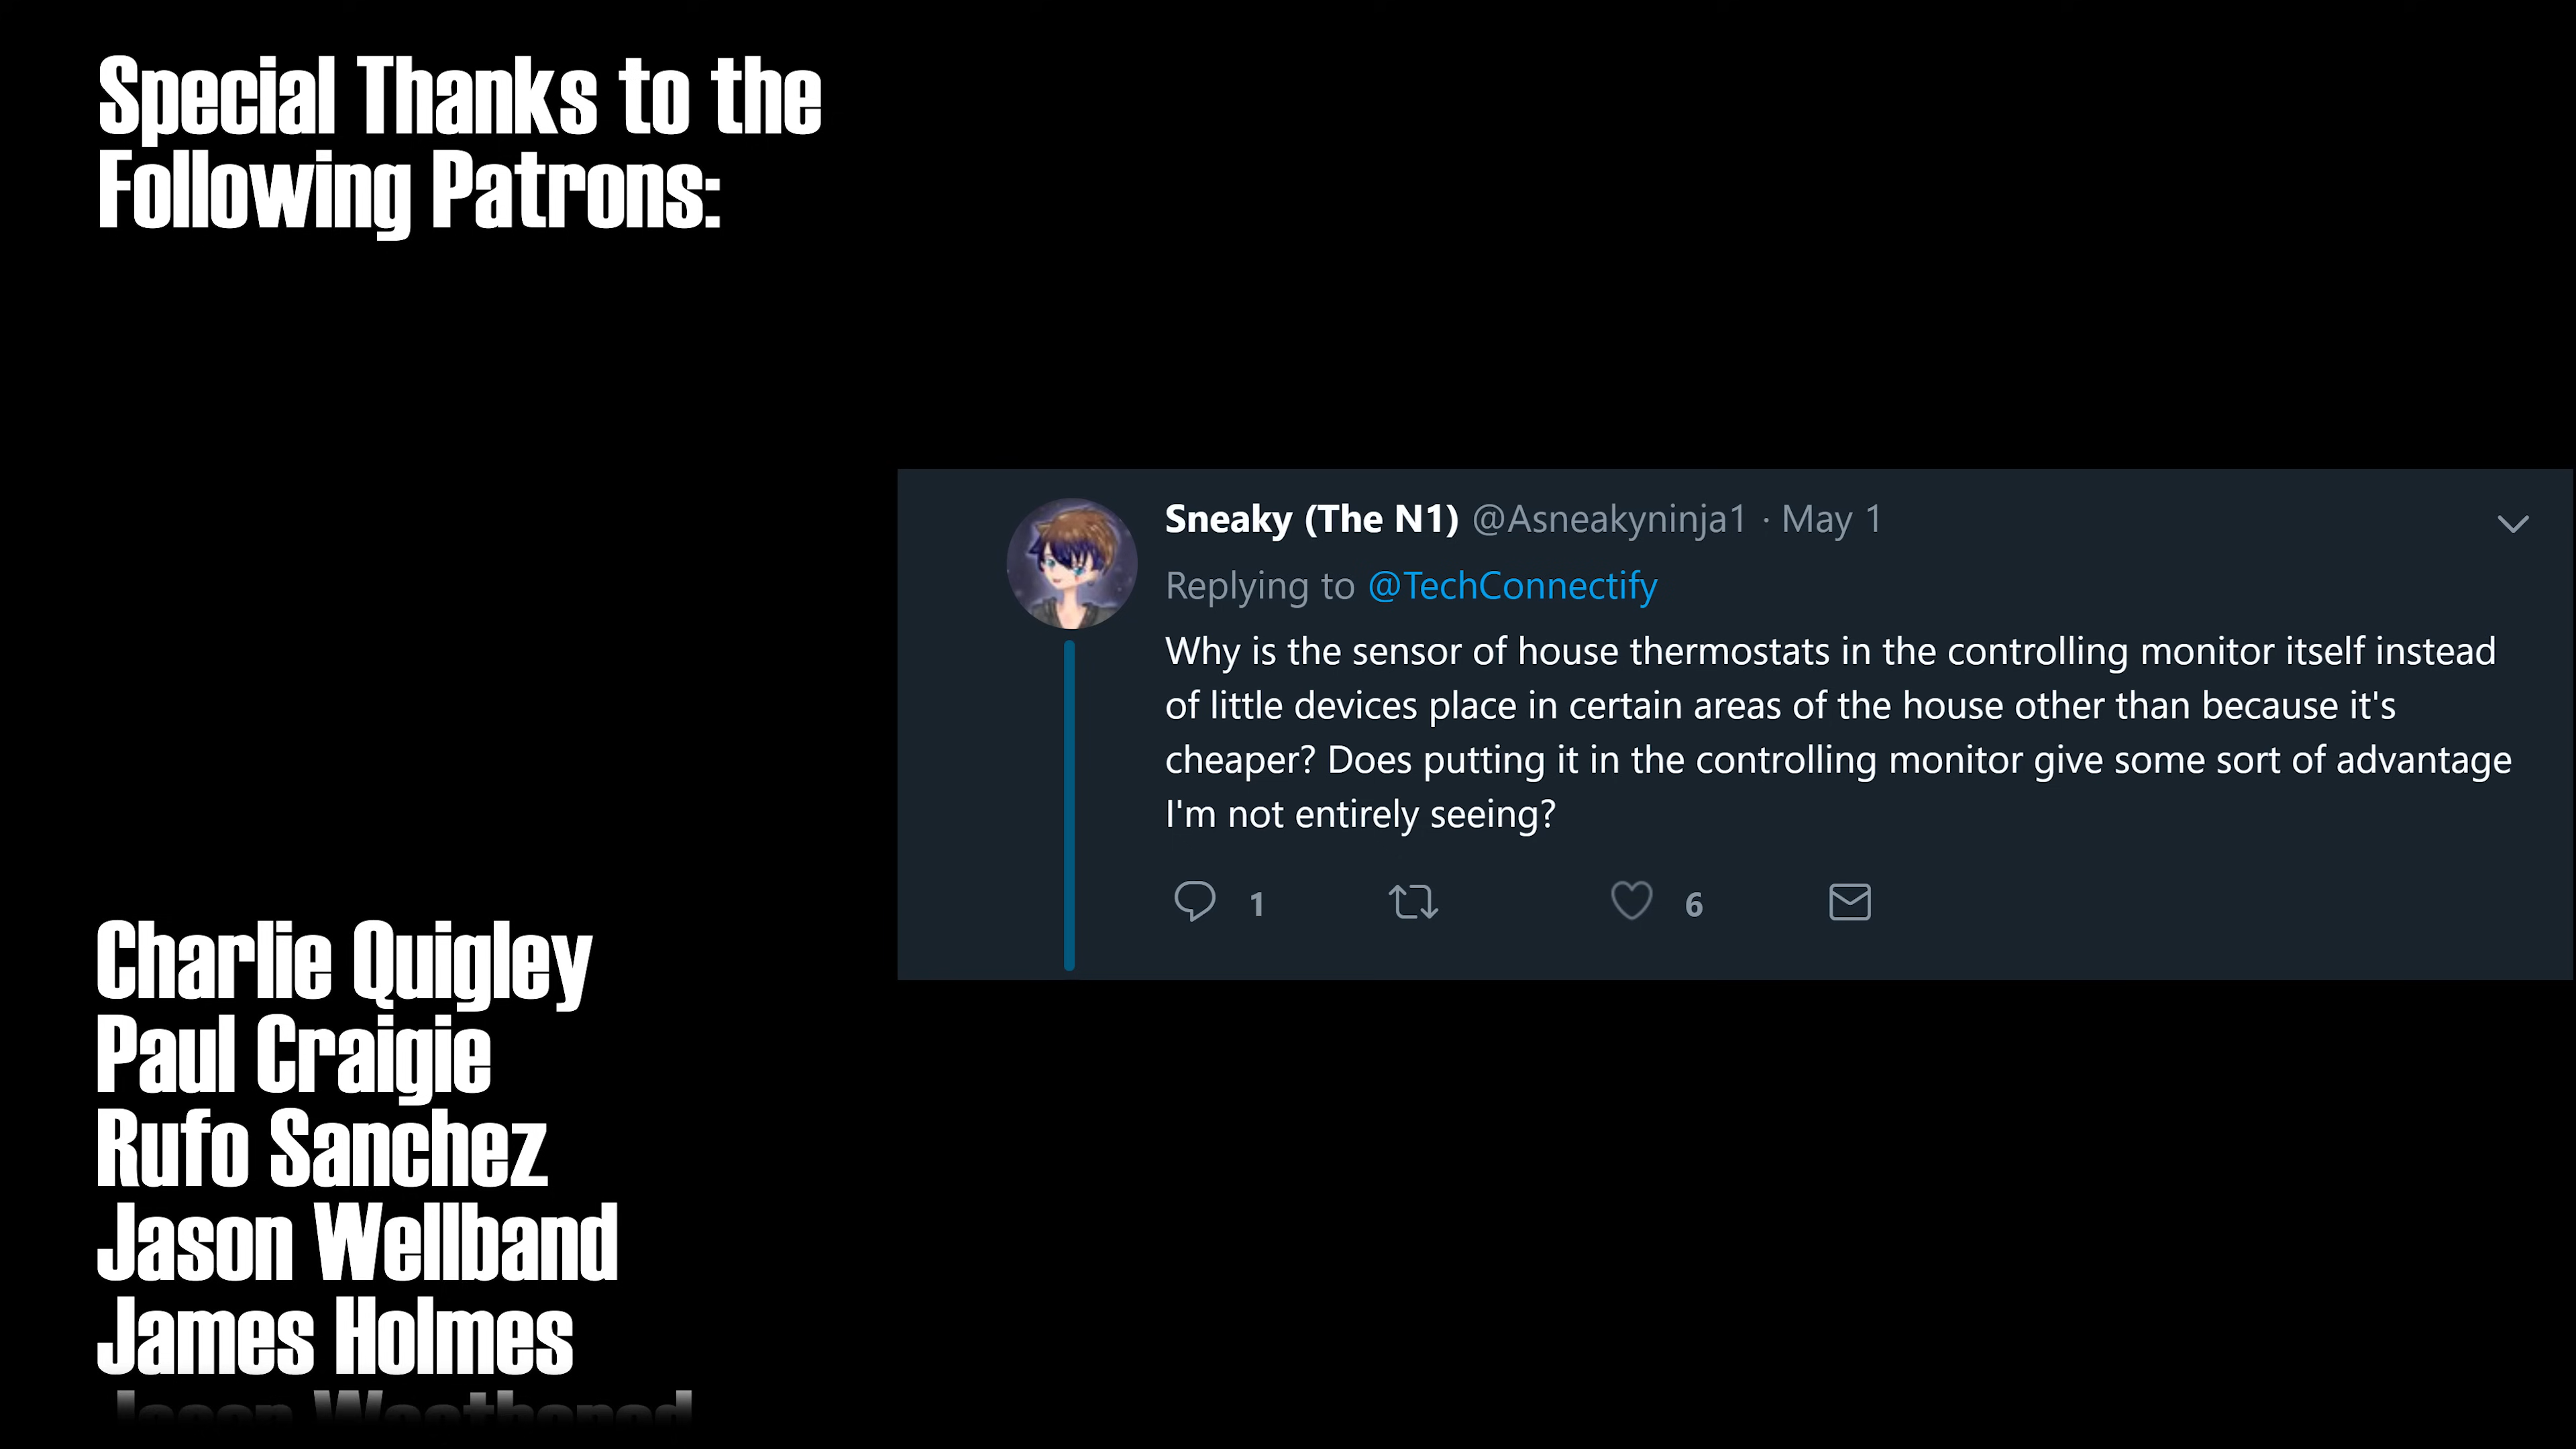 Special Thanks to the
Following Patrons:
Sneaky (The N1) @Asneakyninja1 · May 1
Replying to @TechConnectify
Why is the sensor of house thermostats in the controlling monitor itself instead
of little devices place in certain areas of the house other than because it's
cheaper? Does putting it in the controlling monitor give some sort of advantage
I'm not entirely seeing?
1 6
Charlie Quigley
Paul Craigie
Rufo Sanchez
Jason Wellband
James Holmes
Jason